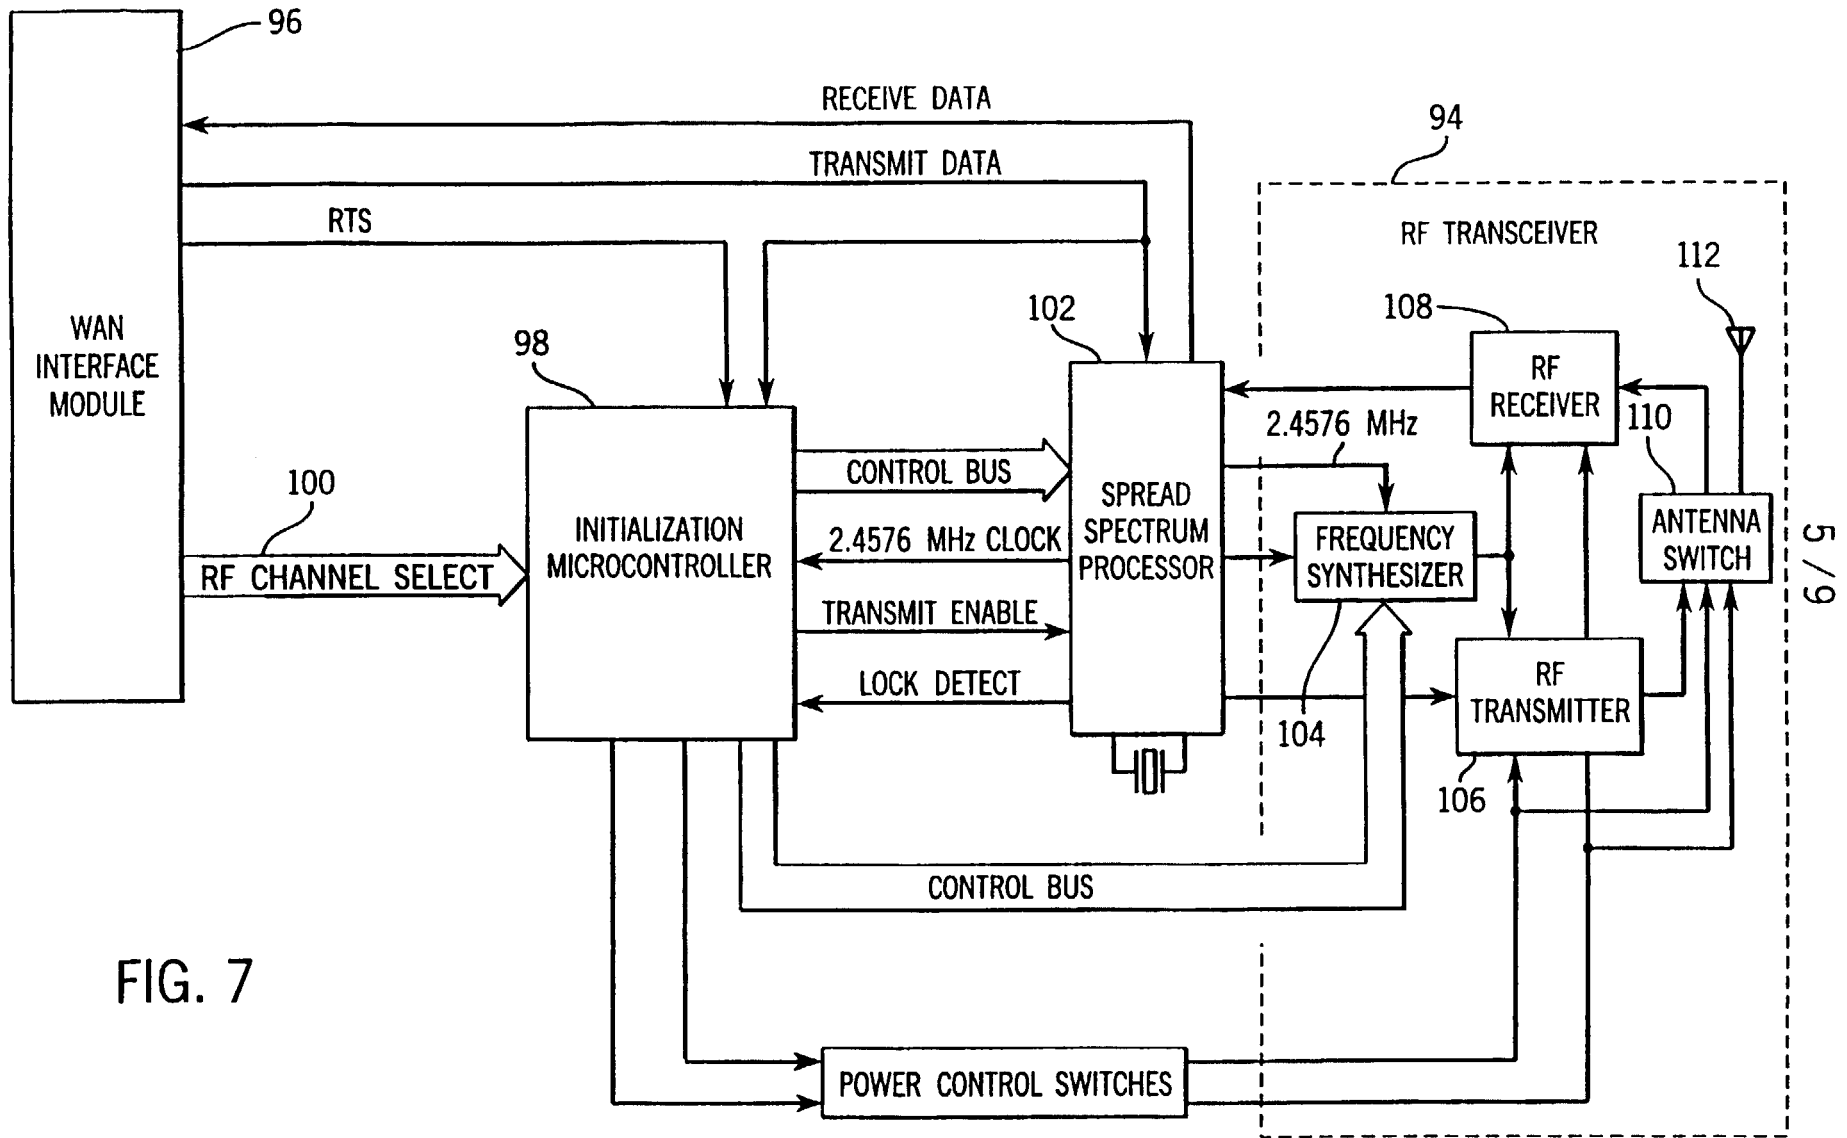 96
RECEIVE DATA
94
TRANSMIT DATA
RTS
RF TRANSCEIVER
112
102
108
WAN
INTERFACE
MODULE
98
RF
RECEIVER
110
2.4576 MHz
CONTROL BUS
100
SPREAD
SPECTRUM
PROCESSOR
INITIALIZATION
MICROCONTROLLER
ANTENNA
SWITCH
5/9
2.4576 MHz CLOCK
FREQUENCY
SYNTHESIZER
RF CHANNEL SELECT
TRANSMIT ENABLE
LOCK DETECT
RF
TRANSMITTER
104
106
CONTROL BUS
FIG. 7
POWER CONTROL SWITCHES